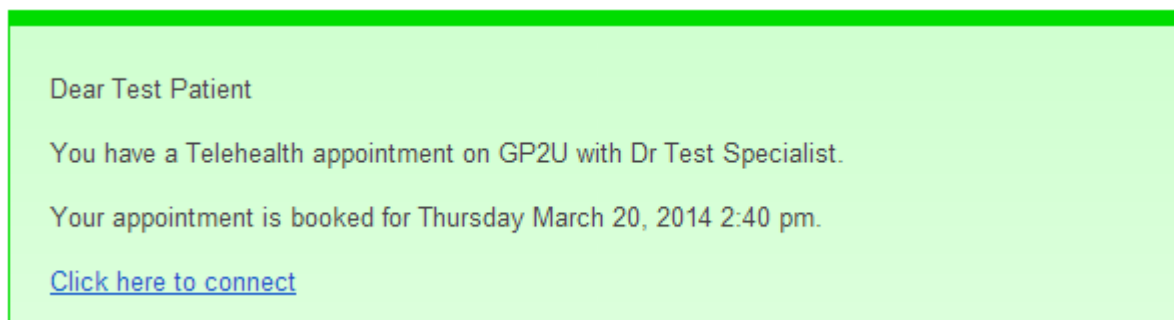 Dear Test Patient
You have a Telehealth appointment on GP2U with Dr Test Specialist.
Your appointment is booked for Thursday March 20, 2014 2:40 pm.
Click here to connect